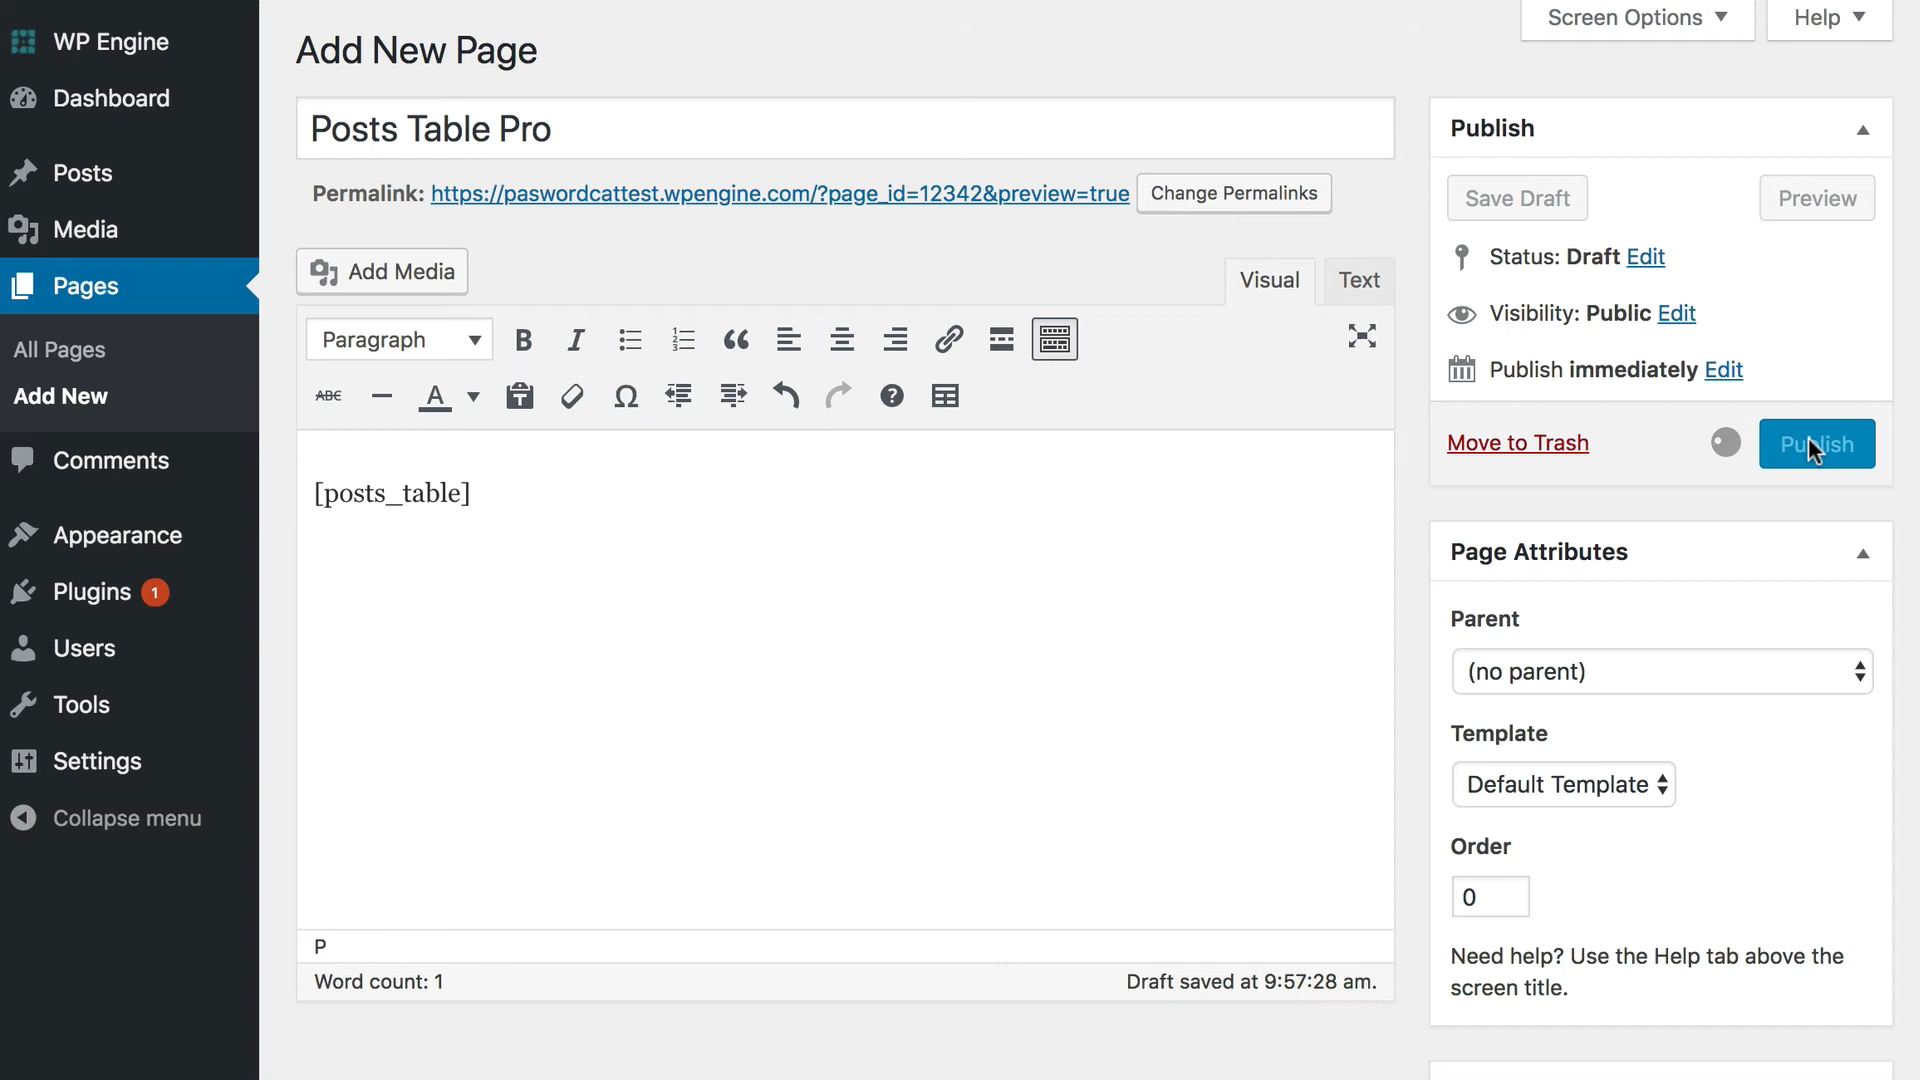 WP Engine
Dashboard
Posts
Media
Pages
All Pages
Add New
Comments
Appearance
Plugins 1
Users
Tools
Settings
Collapse menu
Screen Options
Help
Add New Page
Posts Table Pro
Permalink: https://paswordcattest.wpengine.com/?page_id=12342&preview=true Change Permalinks
Add Media
Visual Text
Paragraph
ABC
[posts_table]
P
Word count: 1
Draft saved at 9:57:28 am.
Publish
Save Draft
Preview
Status: Draft Edit
Visibility: Public Edit
Publish immediately Edit
Move to Trash
Publish
Page Attributes
Parent
(no parent)
Template
Default Template
Order
0
Need help? Use the Help tab above the
screen title.